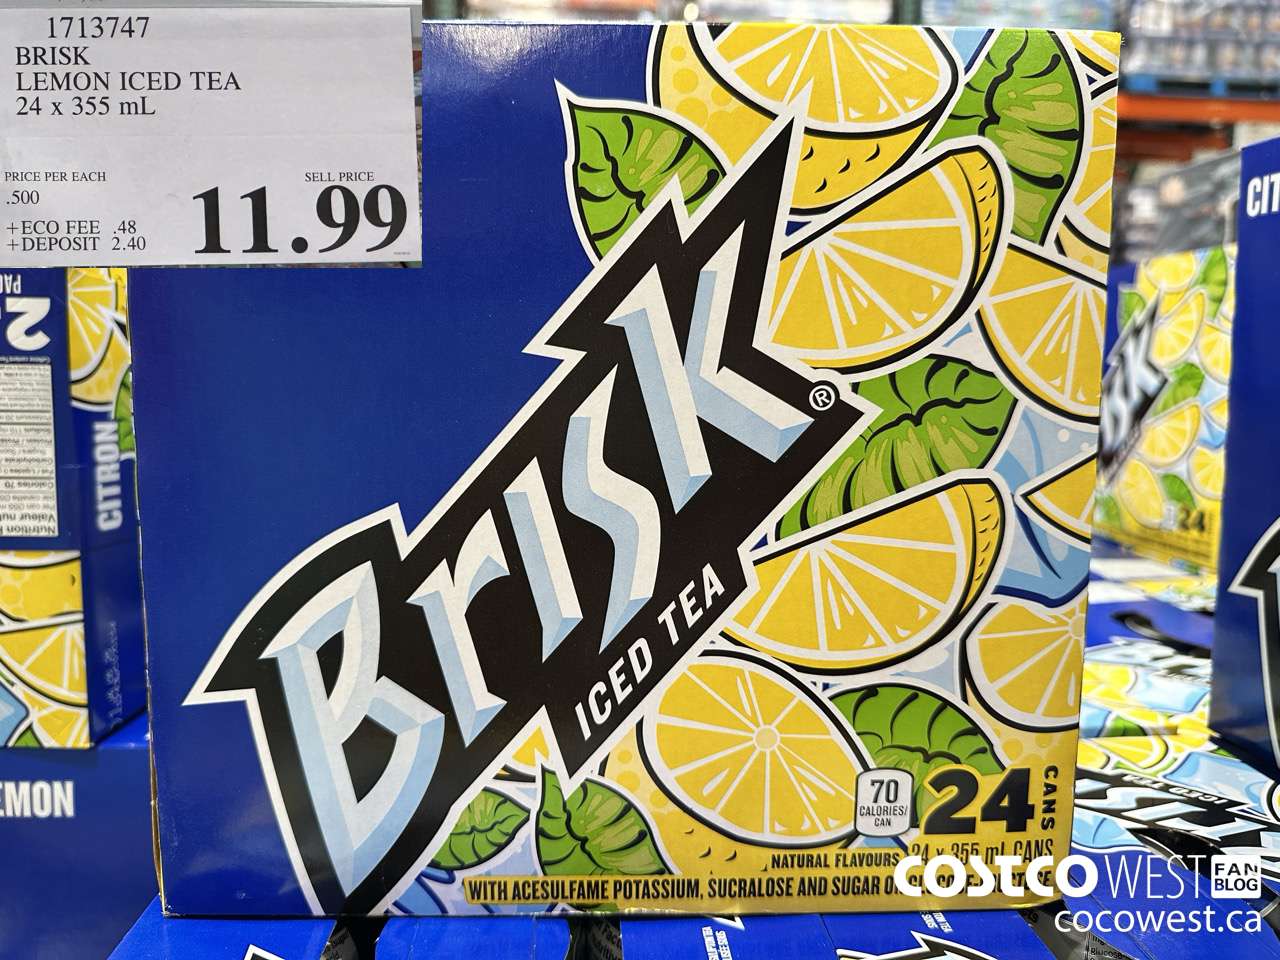 1713747
BRISK
LEMON ICED TEA
24 x 355 mL
PRICE PER EACH
.500
SELL PRICE
11.99
+ECO FEE .48
+DEPOSIT 2.40
Brisk®
ICED TEA
70
CALORIES/
CAN
24
CANS
NATURAL FLAVOURS
24 x 355 mL CANS
WITH ACESULFAME POTASSIUM, SUCRALOSE AND SUGAR
CITRON
24
COSTCO WEST FAN BLOG
cocowest.ca